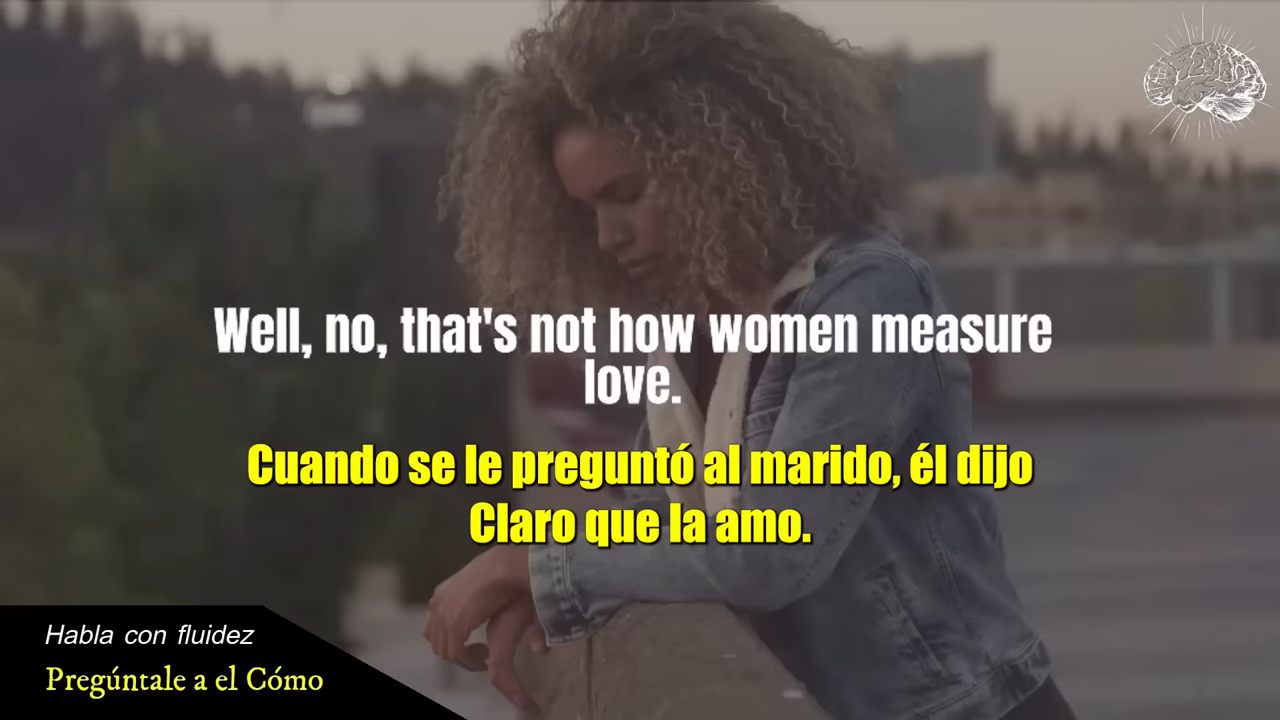 Well, no, that's not how women measure
love.
Cuando se le preguntó al marido, él dijo
Claro que la amo.
Habla con fluidez
Pregúntale a el Cómo